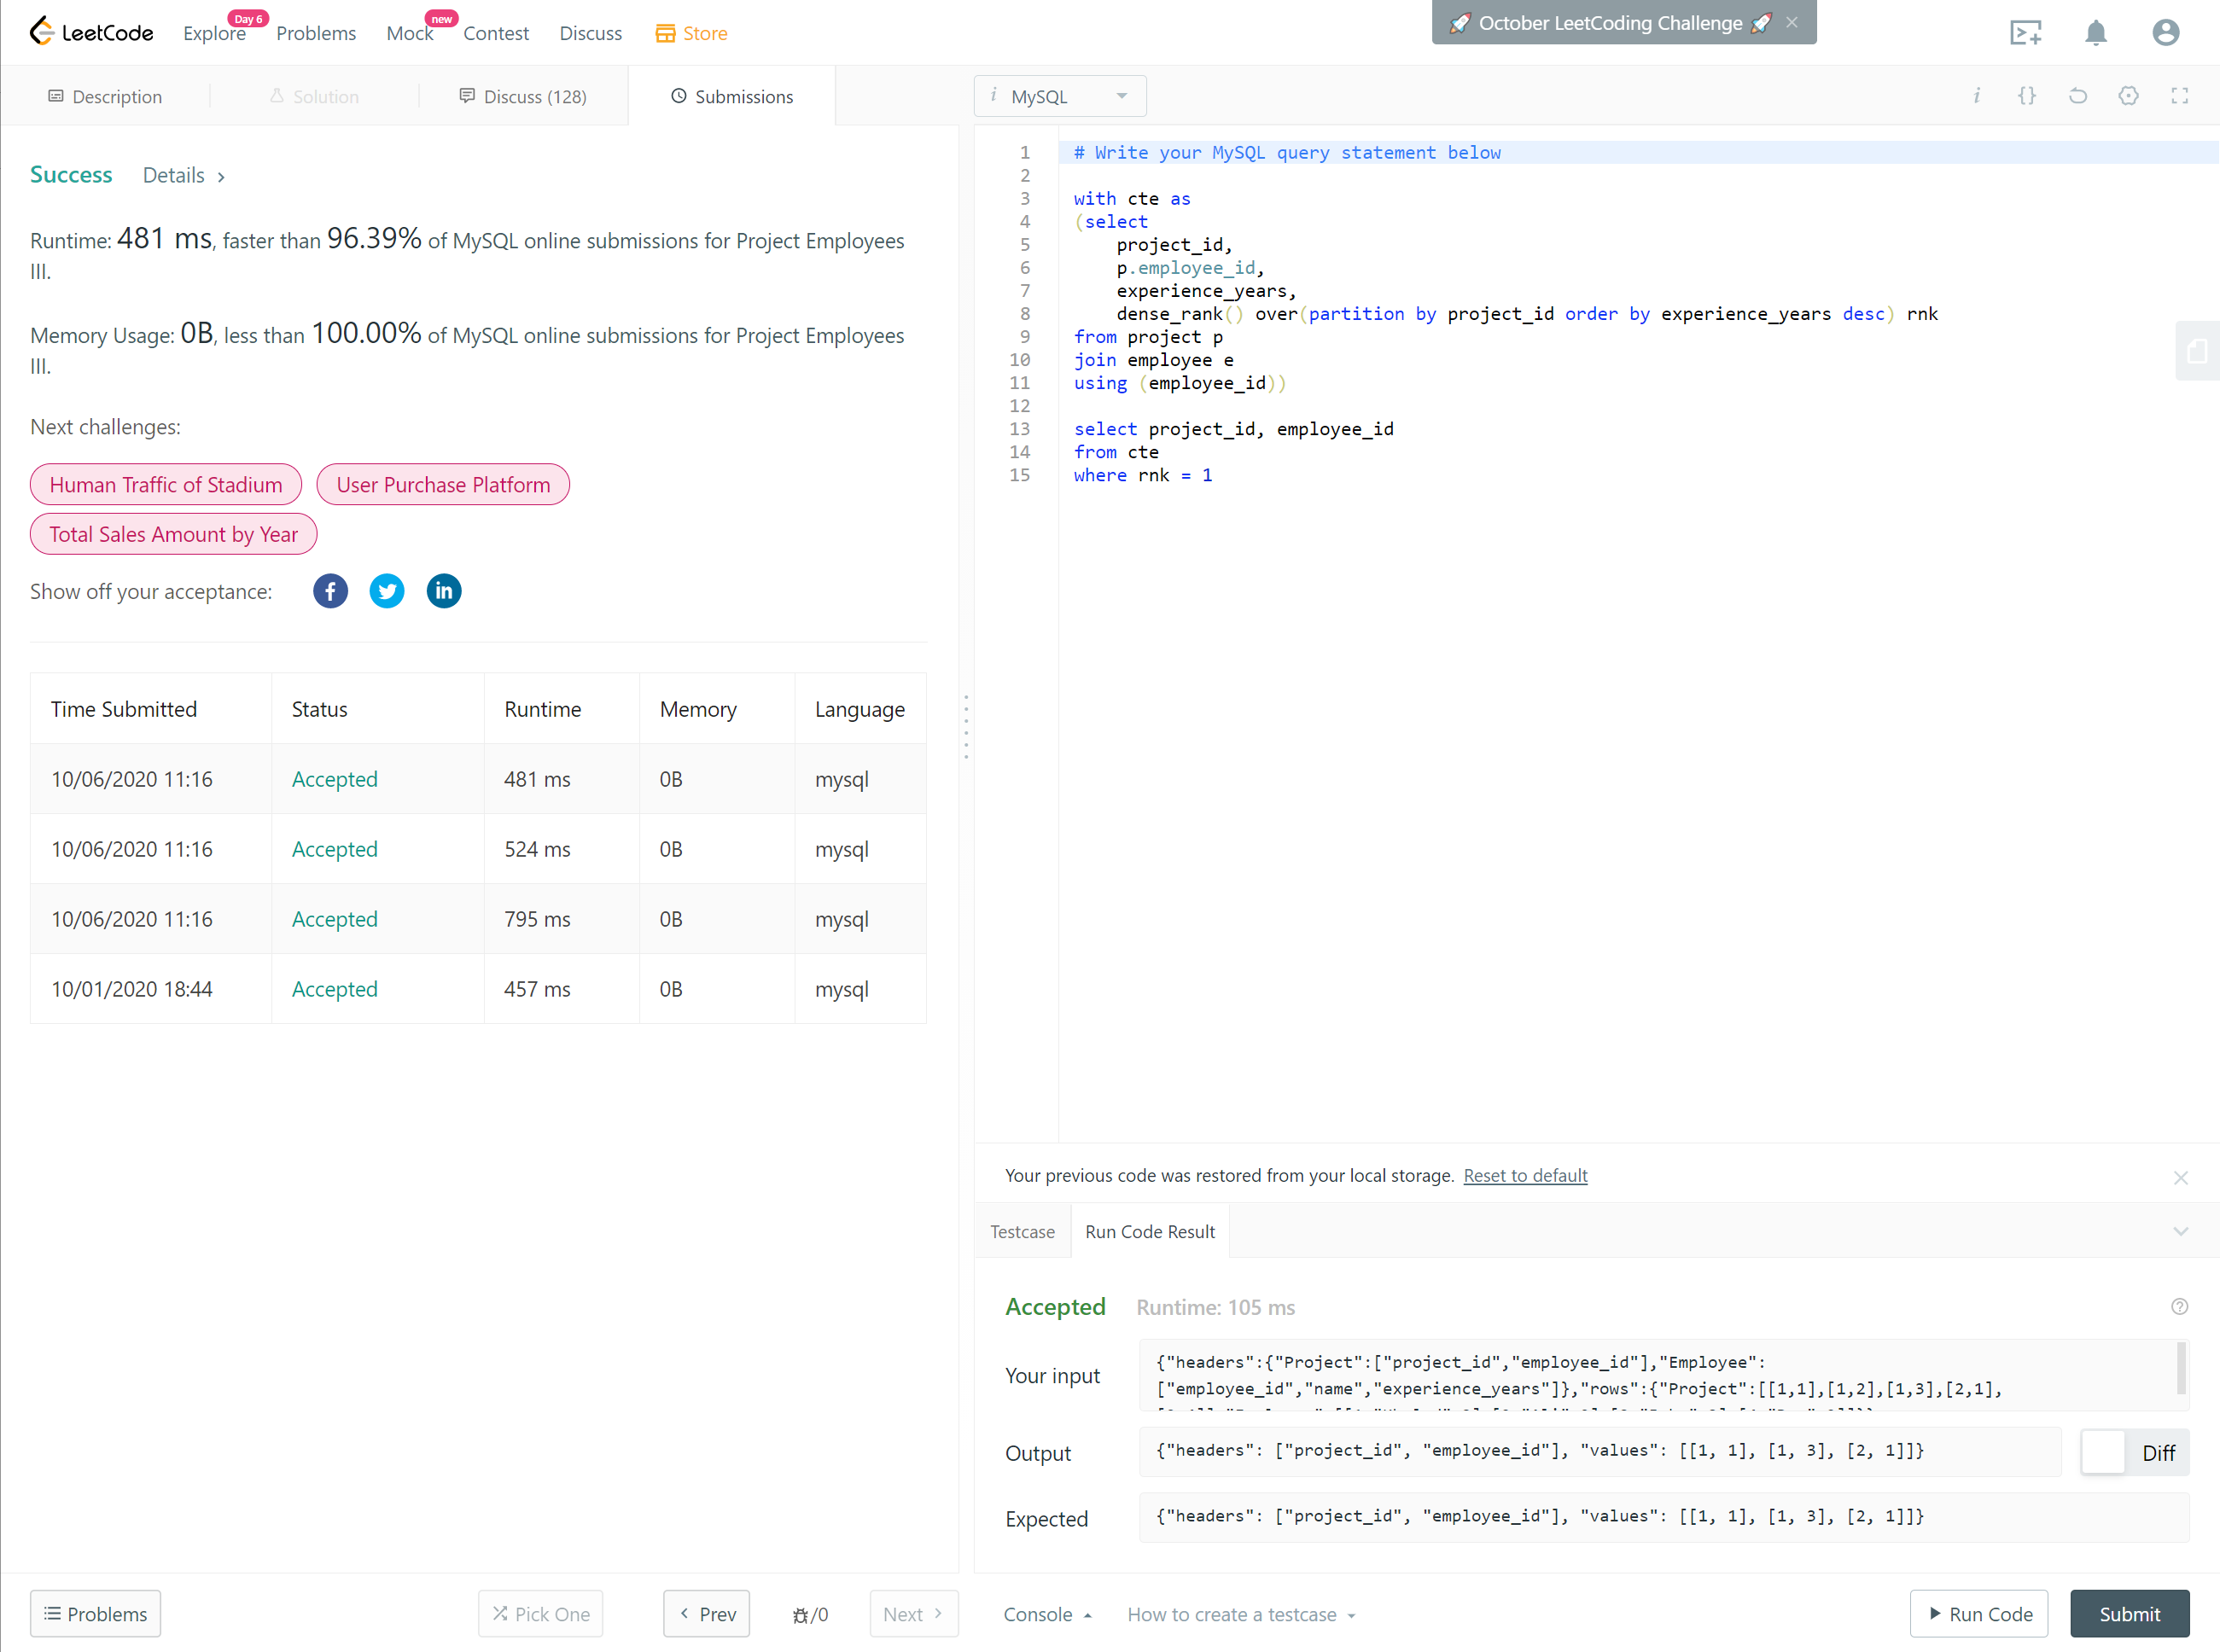 LeetCode
Explore
Day 6
Problems
Mock
new
Contest
Discuss
Store
🚀 October LeetCoding Challenge 🚀 ×
Description
Solution
Discuss (128)
Submissions
i MySQL
i {}
Success Details >
Runtime: 481 ms, faster than 96.39% of MySQL online submissions for Project Employees
III.
Memory Usage: 0B, less than 100.00% of MySQL online submissions for Project Employees
III.
Next challenges:
Human Traffic of Stadium
User Purchase Platform
Total Sales Amount by Year
Show off your acceptance:
Time Submitted Status Runtime Memory Language
10/06/2020 11:16 Accepted 481 ms 0B mysql
10/06/2020 11:16 Accepted 524 ms 0B mysql
10/06/2020 11:16 Accepted 795 ms 0B mysql
10/01/2020 18:44 Accepted 457 ms 0B mysql
1 # Write your MySQL query statement below
2
3 with cte as
4 (select
5 project_id,
6 p.employee_id,
7 experience_years,
8 dense_rank() over(partition by project_id order by experience_years desc) rnk
9 from project p
10 join employee e
11 using (employee_id))
12
13 select project_id, employee_id
14 from cte
15 where rnk = 1
Your previous code was restored from your local storage. Reset to default
Testcase
Run Code Result
Accepted Runtime: 105 ms
Your input
{"headers":{"Project":["project_id","employee_id"],"Employee":
["employee_id","name","experience_years"]},"rows":{"Project":[[1,1],[1,2],[1,3],[2,1],
Output
{"headers": ["project_id", "employee_id"], "values": [[1, 1], [1, 3], [2, 1]]}
Diff
Expected
{"headers": ["project_id", "employee_id"], "values": [[1, 1], [1, 3], [2, 1]]}
Problems
Pick One
Prev
/0
Next
Console
How to create a testcase
Run Code
Submit